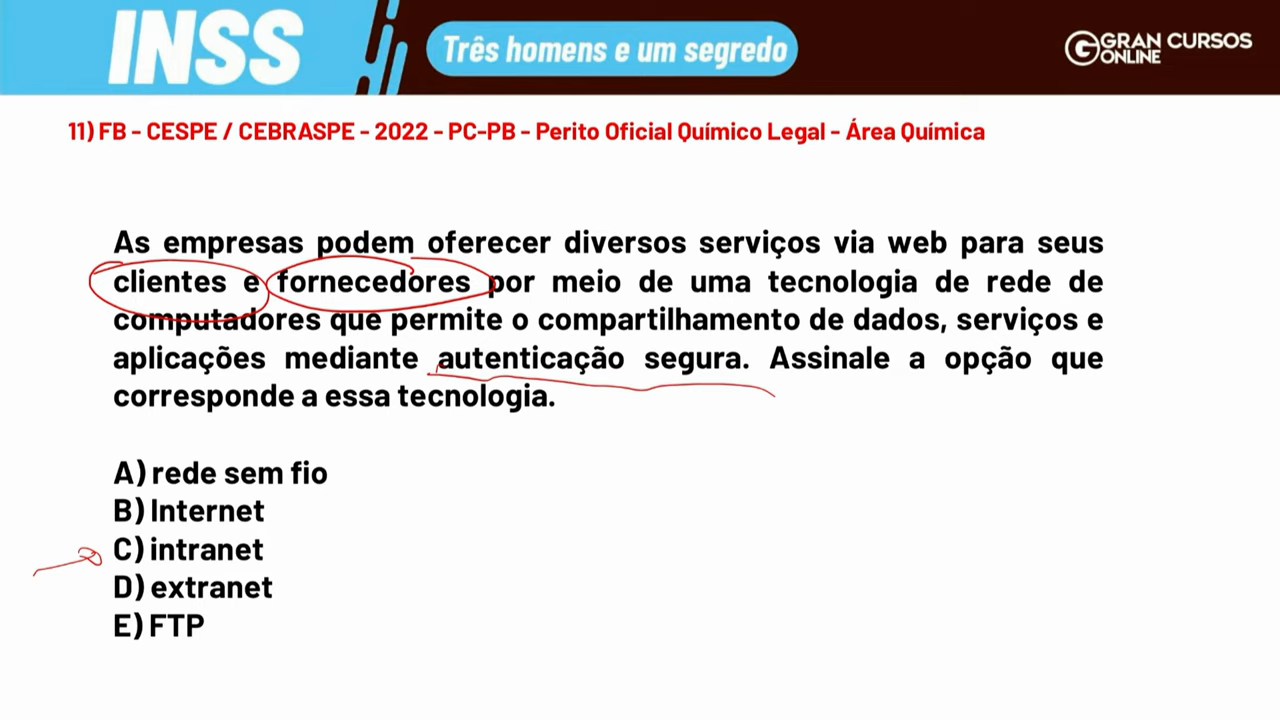 INSS
Três homens e um segredo
GRAN CURSOS
ONLINE
11) FB - CESPE / CEBRASPE - 2022 - PC-PB - Perito Oficial Químico Legal - Área Química
As empresas podem oferecer diversos serviços via web para seus
clientes e fornecedores por meio de uma tecnologia de rede de
computadores que permite o compartilhamento de dados, serviços e
aplicações mediante autenticação segura. Assinale a opção que
corresponde a essa tecnologia.
A) rede sem fio
B) Internet
C) intranet
D) extranet
E) FTP